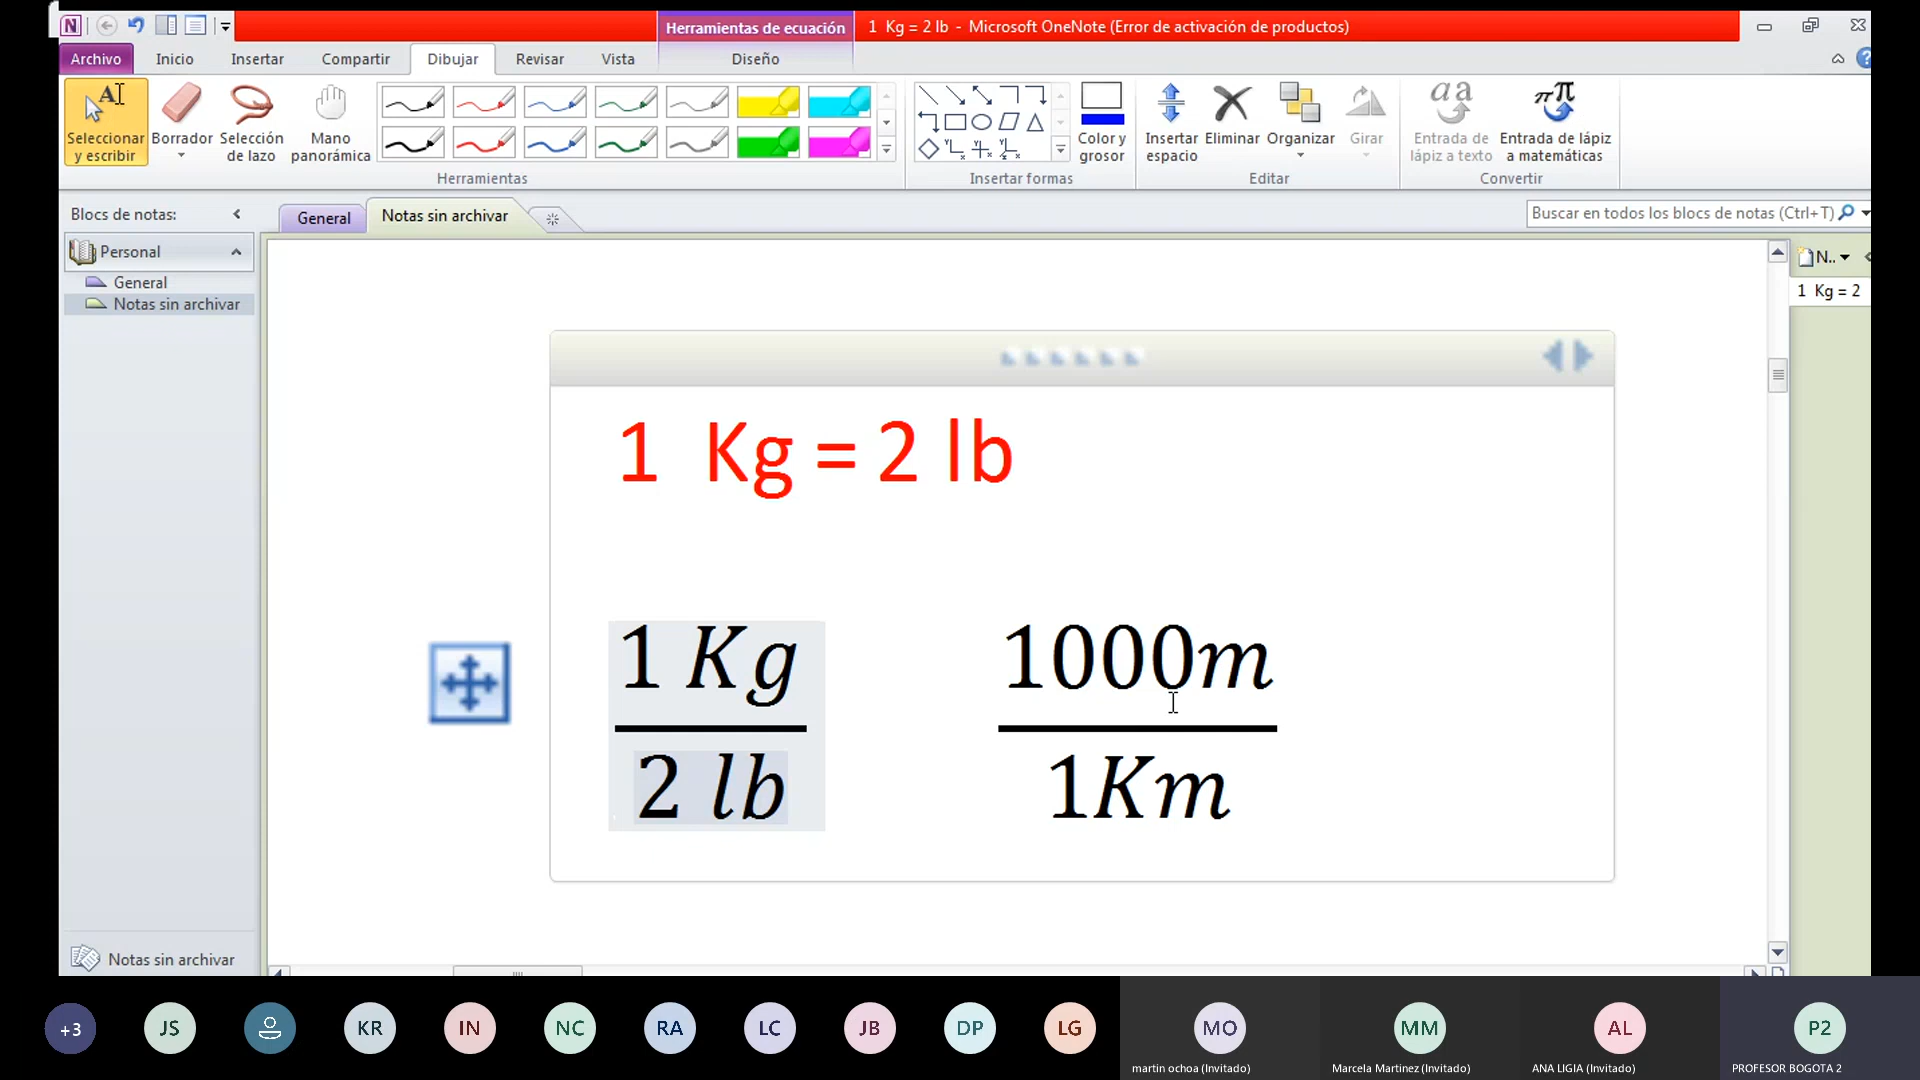 Herramientas de ecuación
1 Kg = 2 lb - Microsoft OneNote (Error de activación de productos)
Archivo Inicio Insertar Compartir Dibujar Revisar Vista Diseño
Seleccionar y escribir
Borrador
Selección de lazo
Mano panorámica
Color y grosor
Insertar espacio
Eliminar
Organizar
Girar
Entrada de lápiz a texto
Entrada de lápiz a matemáticas
Herramientas Insertar formas Editar Convertir
Blocs de notas:
General Notas sin archivar
Buscar en todos los blocs de notas (Ctrl+T)
Personal
General
Notas sin archivar
N..
1 Kg = 2
1 Kg = 2 lb
1 Kg
2 lb
1000m
1Km
Notas sin archivar
+3 JS KR IN NC RA LC JB DP LG MO MM AL P2
martin ochoa (Invitado) Marcela Martinez (Invitado) ANA LIGIA (Invitado) PROFESOR BOGOTA 2